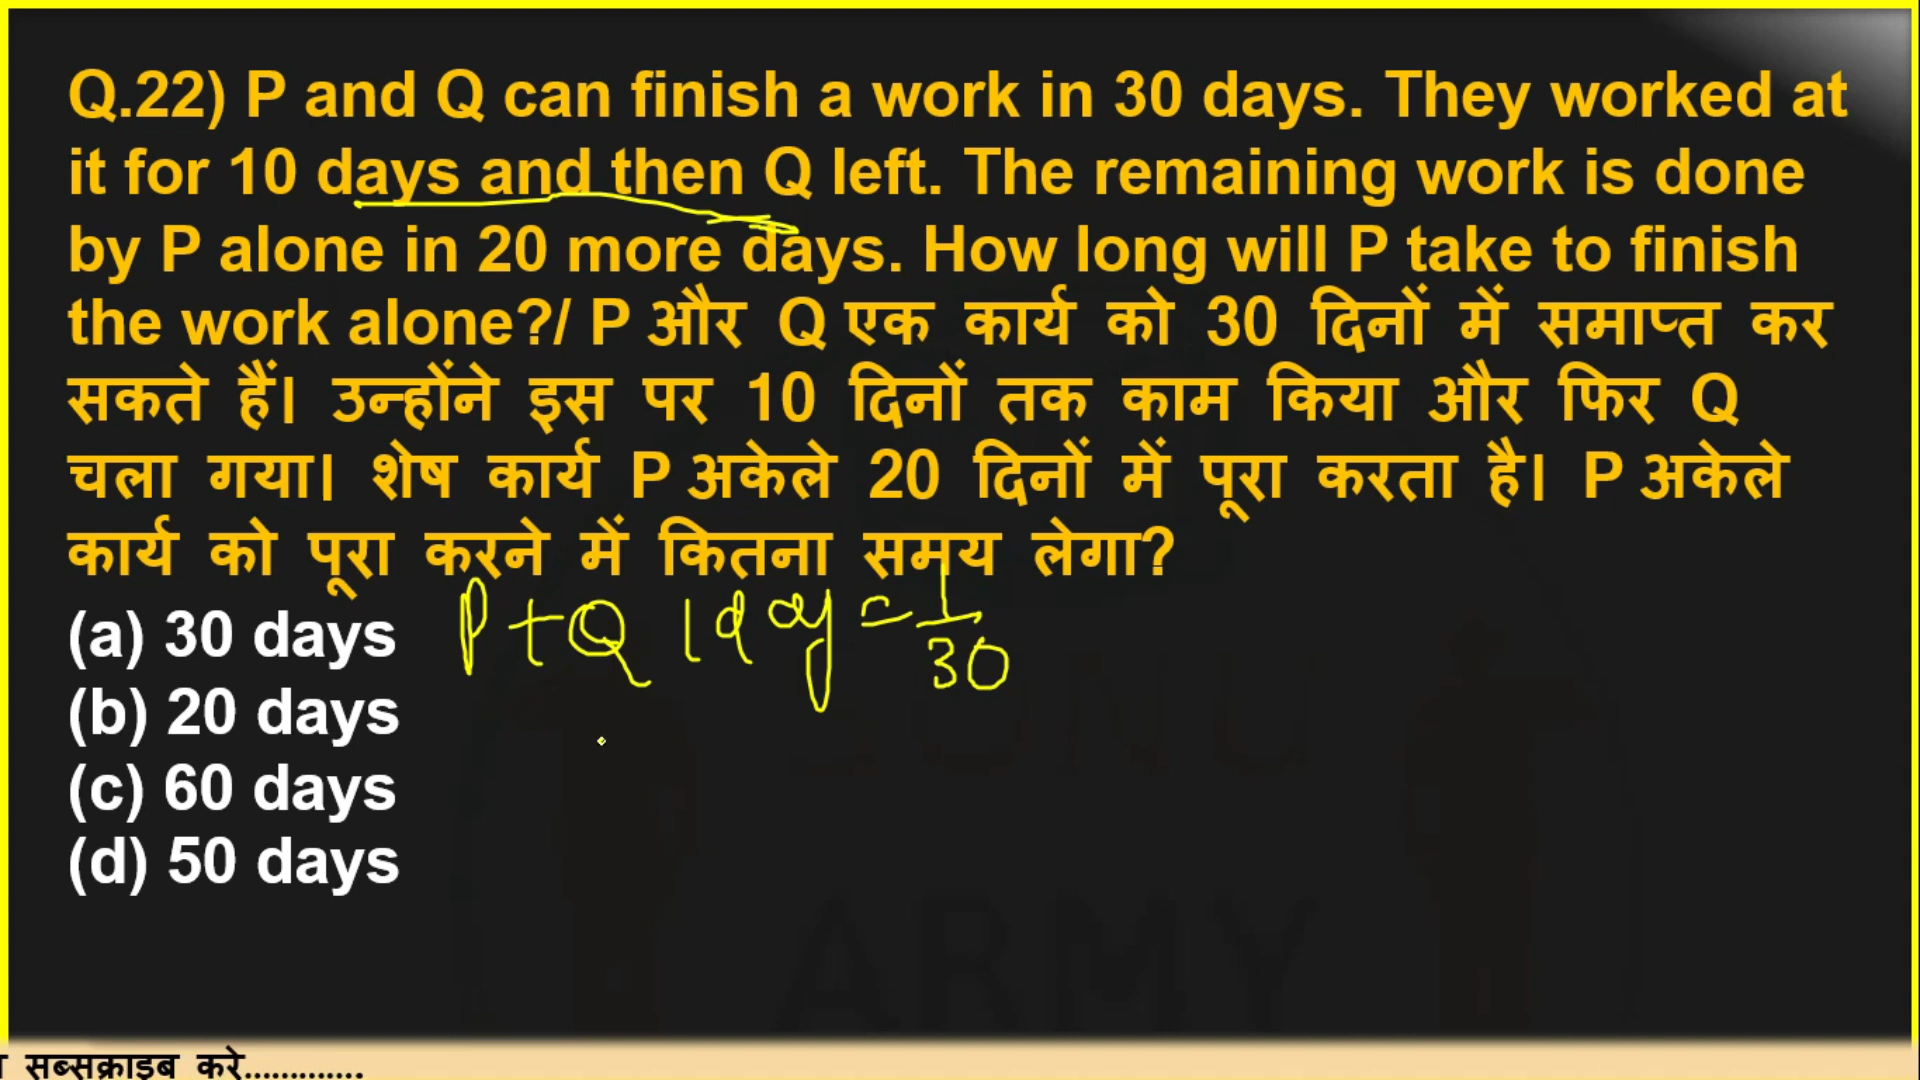 Q.22) P and Q can finish a work in 30 days. They worked at
it for 10 days and then Q left. The remaining work is done
by P alone in 20 more days. How long will P take to finish
the work alone?/ P और Q एक कार्य को 30 दिनों में समाप्त कर
सकते हैं। उन्होंने इस पर 10 दिनों तक काम किया और फिर Q
चला गया। शेष कार्य P अकेले 20 दिनों में पूरा करता है। P अकेले
कार्य को पूरा करने में कितना समय लेगा?
(a) 30 days
P+Q 1day = 1/30
(b) 20 days
(c) 60 days
(d) 50 days
ARMY
सब्सक्राइब करे.............